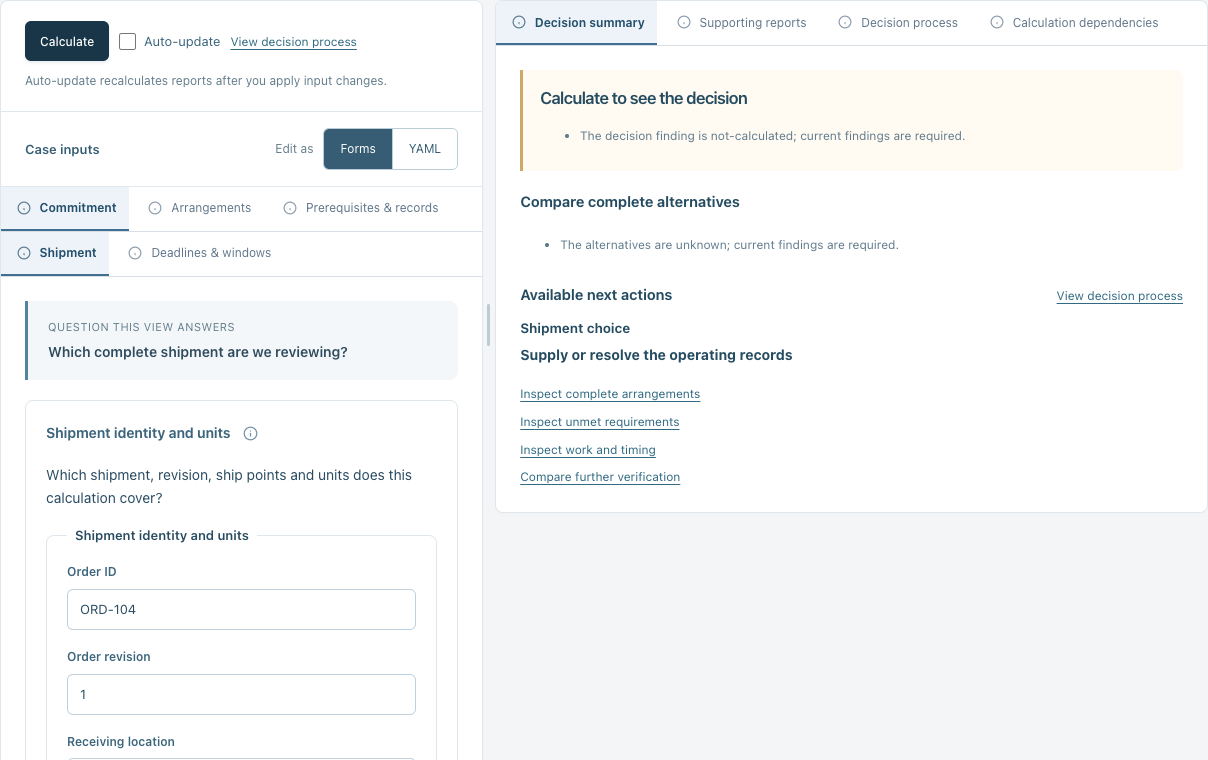 Calculate
Auto-update
View decision process
Auto-update recalculates reports after you apply input changes.
Case inputs
Edit as
Forms
YAML
Commitment
Arrangements
Prerequisites & records
Shipment
Deadlines & windows
QUESTION THIS VIEW ANSWERS
Which complete shipment are we reviewing?
Shipment identity and units
Which shipment, revision, ship points and units does this
calculation cover?
Shipment identity and units
Order ID
ORD-104
Order revision
1
Receiving location
Decision summary
Supporting reports
Decision process
Calculation dependencies
Calculate to see the decision
• The decision finding is not-calculated; current findings are required.
Compare complete alternatives
• The alternatives are unknown; current findings are required.
Available next actions
View decision process
Shipment choice
Supply or resolve the operating records
Inspect complete arrangements
Inspect unmet requirements
Inspect work and timing
Compare further verification